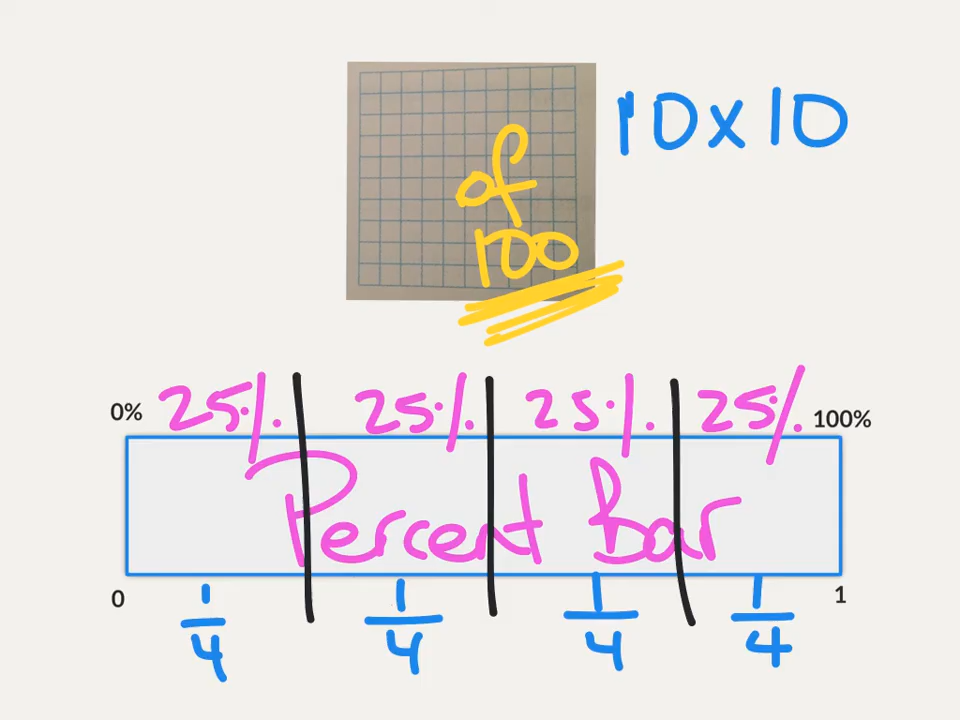 10x10
of
100
0% 25% 25% 25% 25% 100%
Percent Bar
0 1/4 1/4 1/4 1/4 1